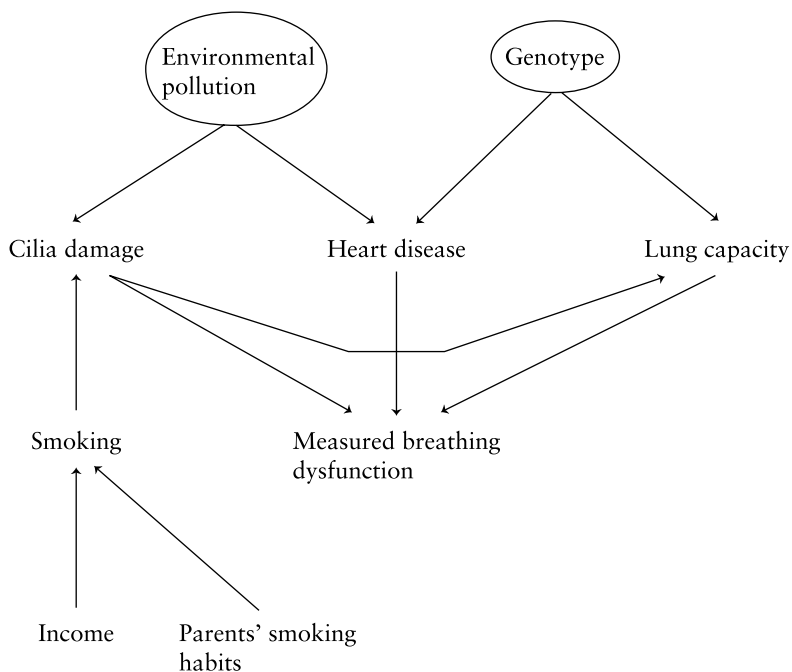 Environmental
pollution
Genotype
Cilia damage
Heart disease
Lung capacity
Smoking
Measured breathing
dysfunction
Income
Parents’ smoking
habits